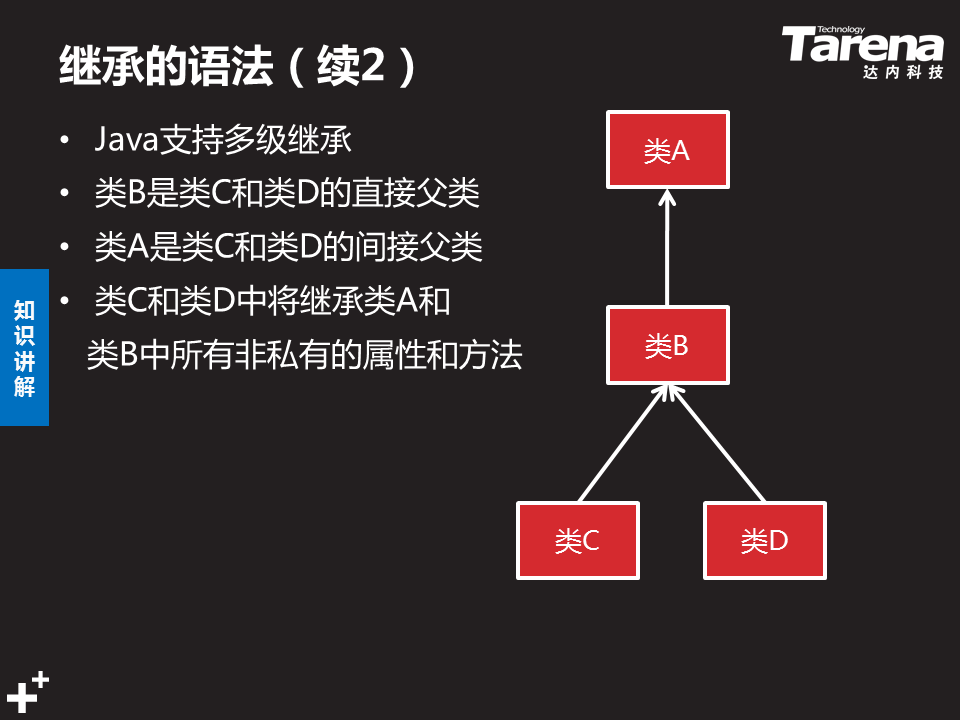 继承的语法（续2）
Technology
Tarena
达内科技
• Java支持多级继承
• 类B是类C和类D的直接父类
• 类A是类C和类D的间接父类
• 类C和类D中将继承类A和
类B中所有非私有的属性和方法
知识讲解
类A
类B
类C
类D